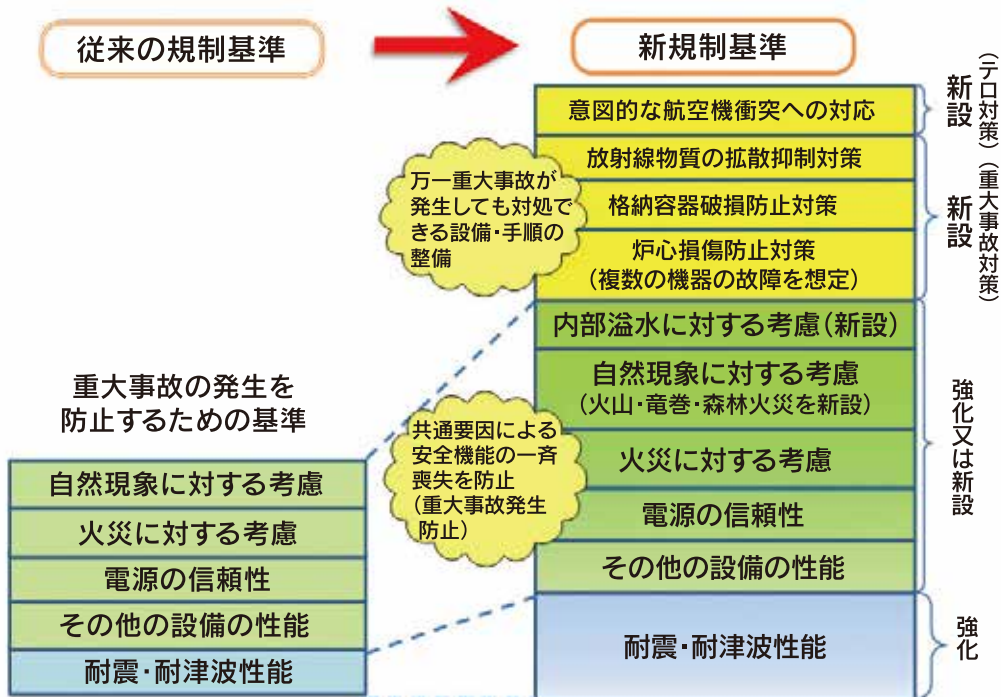 従来の規制基準
新規制基準
重大事故の発生を
防止するための基準
自然現象に対する考慮
火災に対する考慮
電源の信頼性
その他の設備の性能
耐震・耐津波性能
万一重大事故が
発生しても対処で
きる設備・手順の
整備
共通要因による
安全機能の一斉
喪失を防止
(重大事故発生
防止)
意図的な航空機衝突への対応
放射線物質の拡散抑制対策
格納容器破損防止対策
炉心損傷防止対策
(複数の機器の故障を想定)
内部溢水に対する考慮(新設)
自然現象に対する考慮
(火山・竜巻・森林火災を新設)
火災に対する考慮
電源の信頼性
その他の設備の性能
耐震・耐津波性能
新設
(テロ対策)
新設
(重大事故対策)
強化又は新設
強化